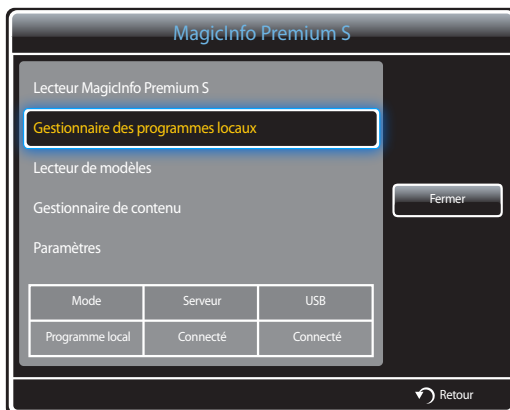 MagicInfo Premium S
Lecteur MagicInfo Premium S
Gestionnaire des programmes locaux
Lecteur de modèles
Gestionnaire de contenu
Paramètres
Fermer
Mode Serveur USB
Programme local Connecté Connecté
Retour